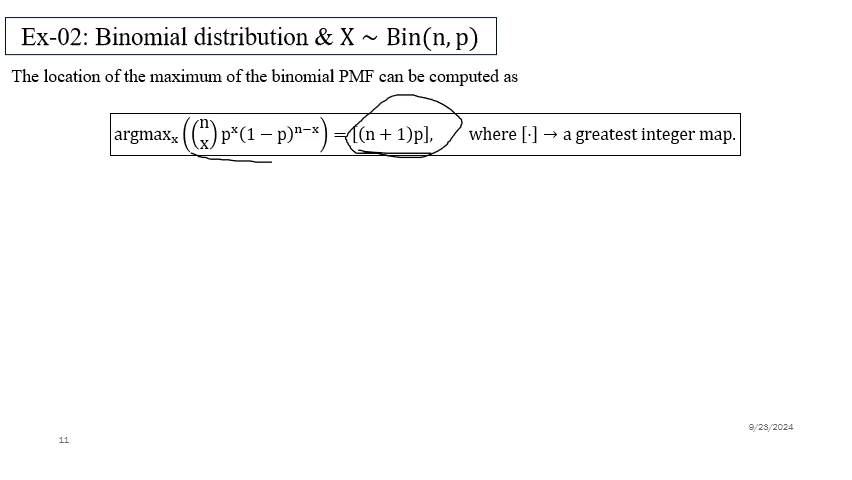 Ex-02: Binomial distribution & X ~ Bin(n, p)
The location of the maximum of the binomial PMF can be computed as
argmaxₓ ((n x) pˣ(1 − p)ⁿ⁻ˣ) = [(n + 1)p], where [·] → a greatest integer map.
9/23/2024
11